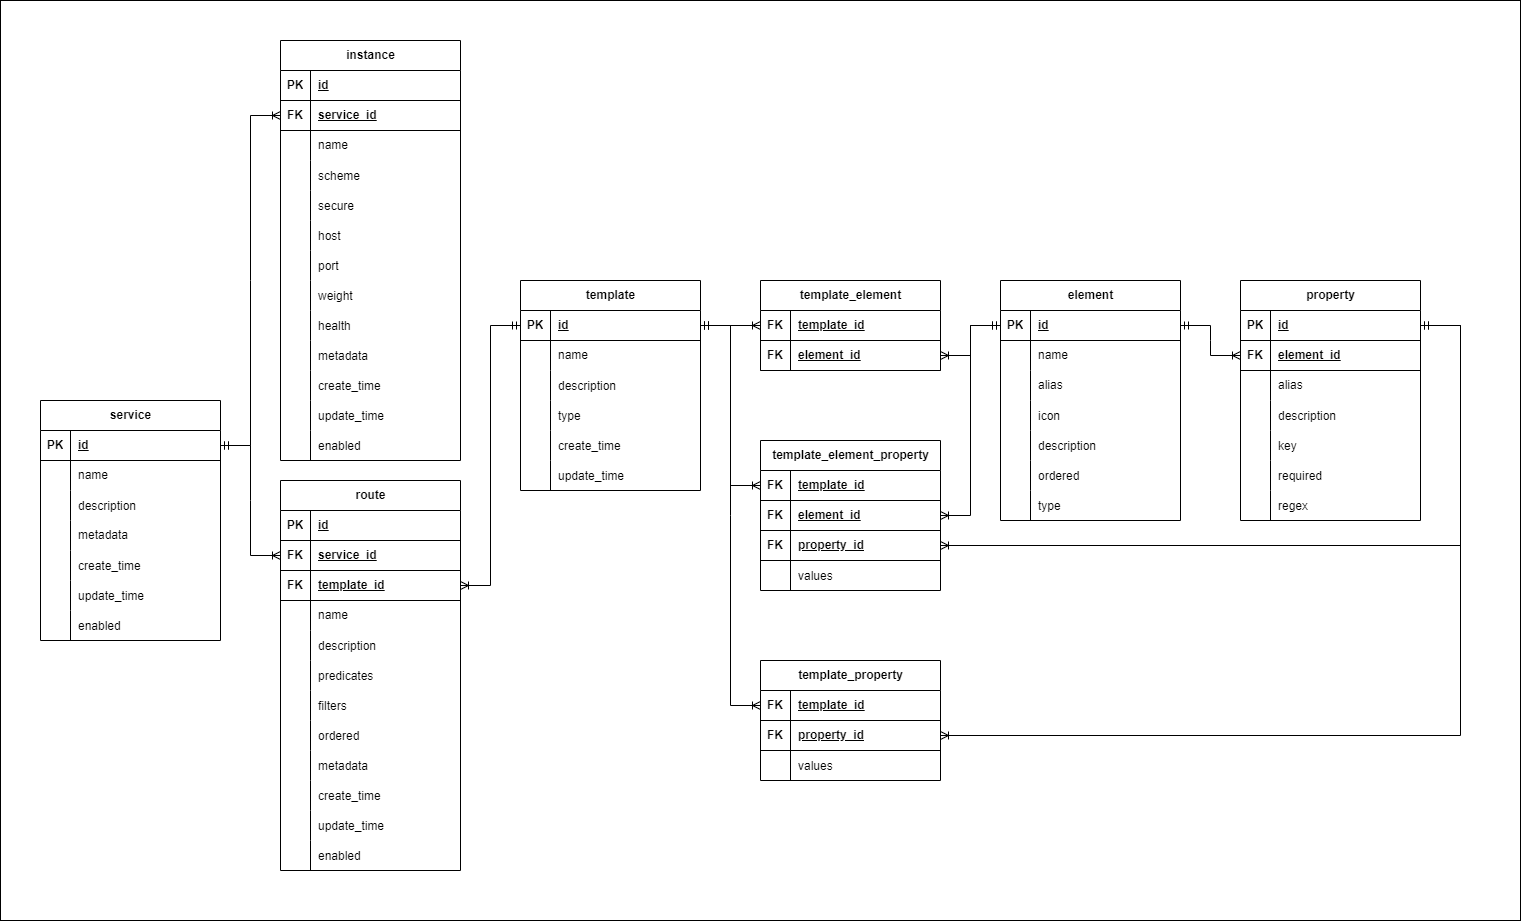 instance
PK id
FK service_id
name
scheme
secure
host
port
weight
health
metadata
create_time
update_time
enabled
service
PK id
name
description
metadata
create_time
update_time
enabled
route
PK id
FK service_id
FK template_id
name
description
predicates
filters
ordered
metadata
create_time
update_time
enabled
template
PK id
name
description
type
create_time
update_time
template_element
FK template_id
FK element_id
template_element_property
FK template_id
FK element_id
FK property_id
values
template_property
FK template_id
FK property_id
values
element
PK id
name
alias
icon
description
ordered
type
property
PK id
FK element_id
alias
description
key
required
regex